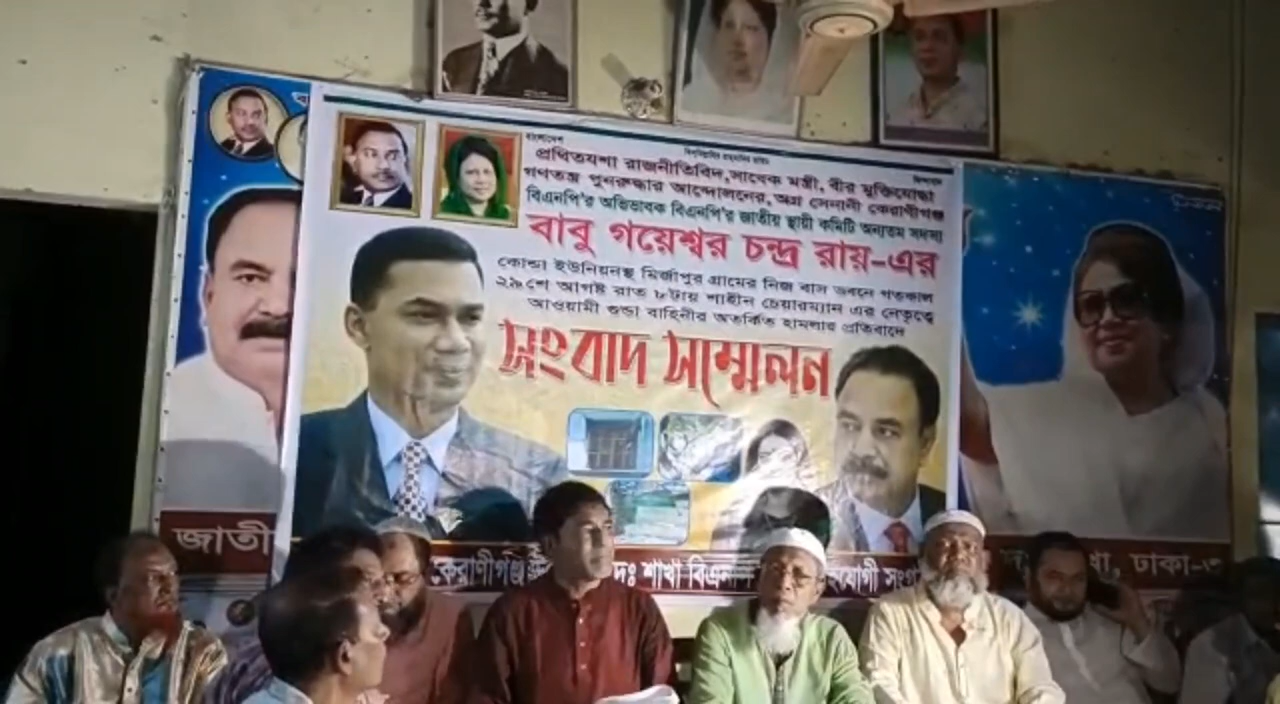 বাংলাদেশ
জিন্দাবাদ
প্রথিতযশা রাজনীতিবিদ,সাবেক মন্ত্রী, বীর মুক্তিযোদ্ধা
গণতন্ত্র পুনরুদ্ধার আন্দোলনের, অগ্র সেনানী কেরাণীগঞ্জ
বিএনপি'র অভিভাবক বিএনপি'র জাতীয় স্থায়ী কমিটি অন্যতম সদস্য
বাবু গয়েশ্বর চন্দ্র রায়-এর
কোন্ডা ইউনিয়নস্থ মির্জাপুর গ্রামের নিজ বাস ভবনে গতকাল
২৯শে আগষ্ট রাত ৮টায় শাহীন চেয়ারম্যান এর নেতৃত্বে
আওয়ামী গুন্ডা বাহিনীর অতর্কিত হামলার প্রতিবাদে
সংবাদ সম্মেলন
জাতী
কেরাণীগঞ্জ
দঃ শাখা বিএনপি
ঢাকা-৩